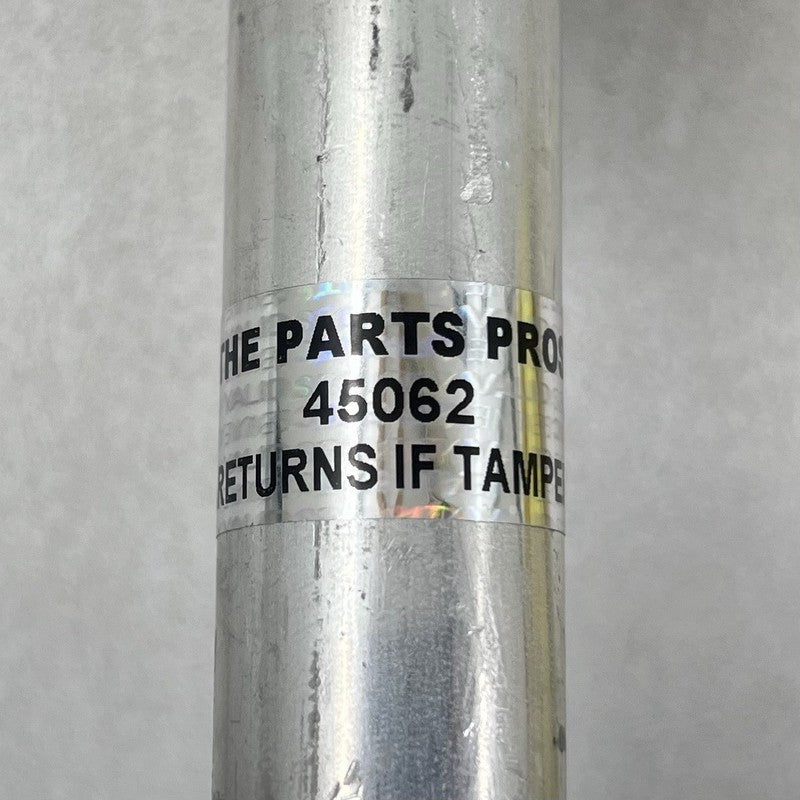 THE PARTS PROS
45062
RETURNS IF TAMPE